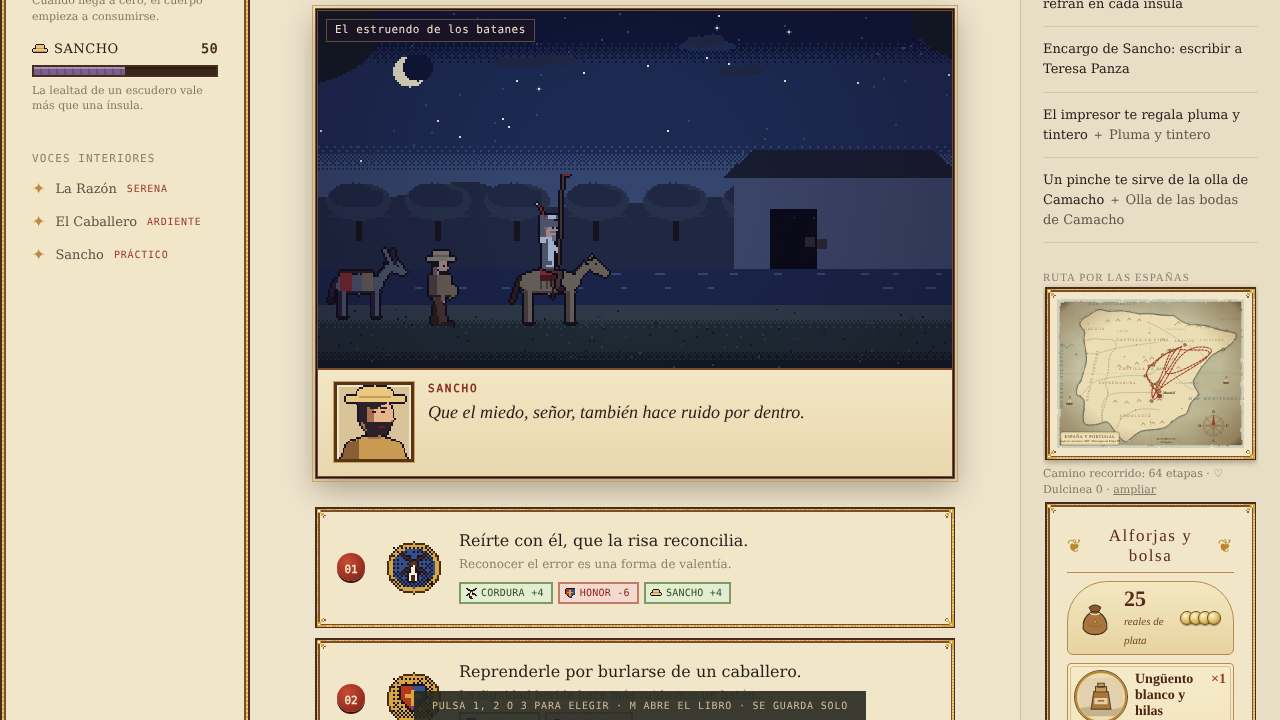 Cuando llega a cero, el cuerpo
empieza a consumirse.
SANCHO 50
La lealtad de un escudero vale
más que una ínsula.
VOCES INTERIORES
La Razón SERENA
El Caballero ARDIENTE
Sancho PRÁCTICO
El estruendo de los batanes
SANCHO
Que el miedo, señor, también hace ruido por dentro.
01
Reírte con él, que la risa reconcilia.
Reconocer el error es una forma de valentía.
CORDURA +4 HONOR -6 SANCHO +4
02
Reprenderle por burlarse de un caballero.
PULSA 1, 2 O 3 PARA ELEGIR · M ABRE EL LIBRO · SE GUARDA SOLO
refrán en cada ínsula
Encargo de Sancho: escribir a
Teresa Panza
El impresor te regala pluma y
tintero + Pluma y tintero
Un pinche te sirve de la olla de
Camacho + Olla de las bodas
de Camacho
RUTA POR LAS ESPAÑAS
ESPAÑA Y PORTUGAL
Camino recorrido: 64 etapas · ♡
Dulcinea 0 · ampliar
Alforjas y
bolsa
25
reales de
plata
Ungüento
blanco y
hilas
×1